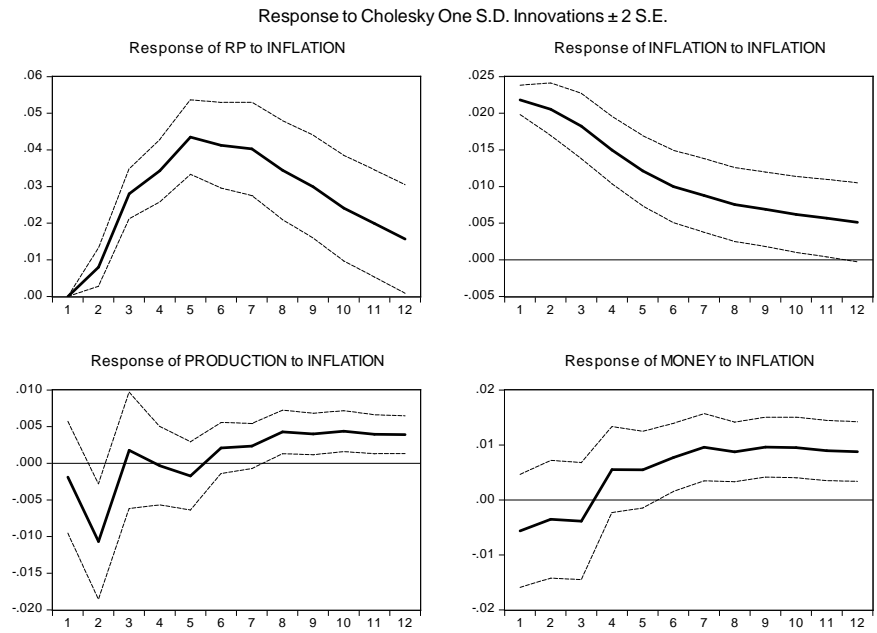 Response to Cholesky One S.D. Innovations ± 2 S.E.
Response of RP to INFLATION
.06
.05
.04
.03
.02
.01
.00
1 2 3 4 5 6 7 8 9 10 11 12
Response of INFLATION to INFLATION
.025
.020
.015
.010
.005
.000
-.005
1 2 3 4 5 6 7 8 9 10 11 12
Response of PRODUCTION to INFLATION
.010
.005
.000
-.005
-.010
-.015
-.020
1 2 3 4 5 6 7 8 9 10 11 12
Response of MONEY to INFLATION
.02
.01
.00
-.01
-.02
1 2 3 4 5 6 7 8 9 10 11 12